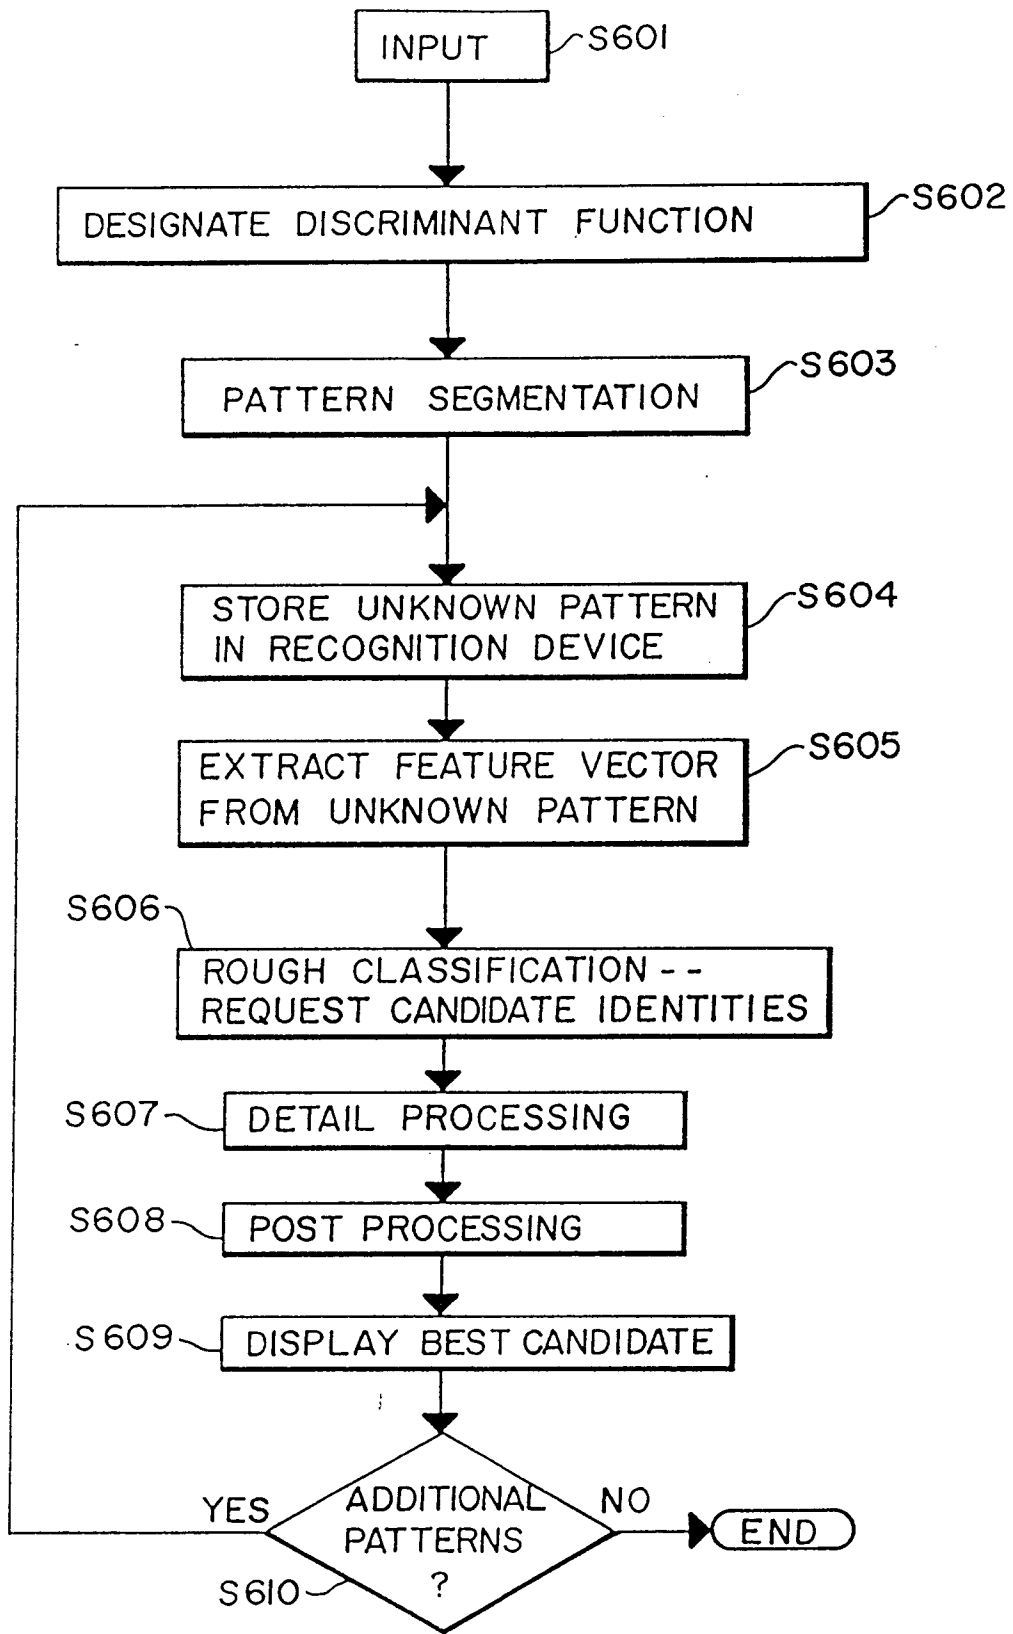 INPUT
S601
DESIGNATE DISCRIMINANT FUNCTION
S602
PATTERN SEGMENTATION
S603
STORE UNKNOWN PATTERN
IN RECOGNITION DEVICE
S604
EXTRACT FEATURE VECTOR
FROM UNKNOWN PATTERN
S605
S606
ROUGH CLASSIFICATION--
REQUEST CANDIDATE IDENTITIES
S607
DETAIL PROCESSING
S608
POST PROCESSING
S609
DISPLAY BEST CANDIDATE
YES
ADDITIONAL
PATTERNS
?
NO
END
S610